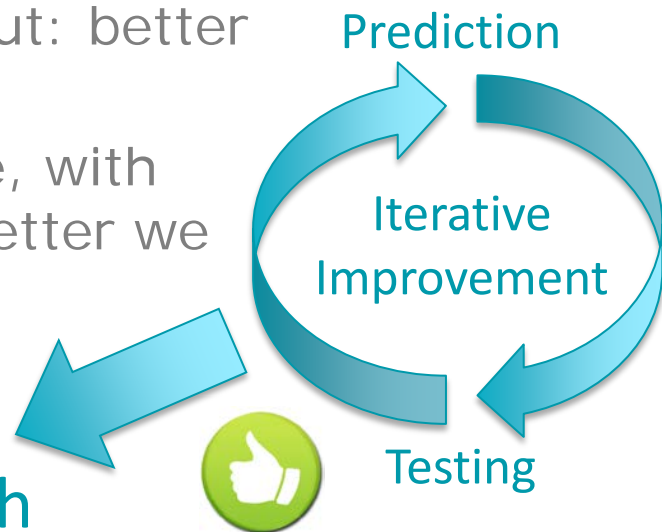 ut: better
e, with
etter we
h
Prediction
Iterative
Improvement
Testing